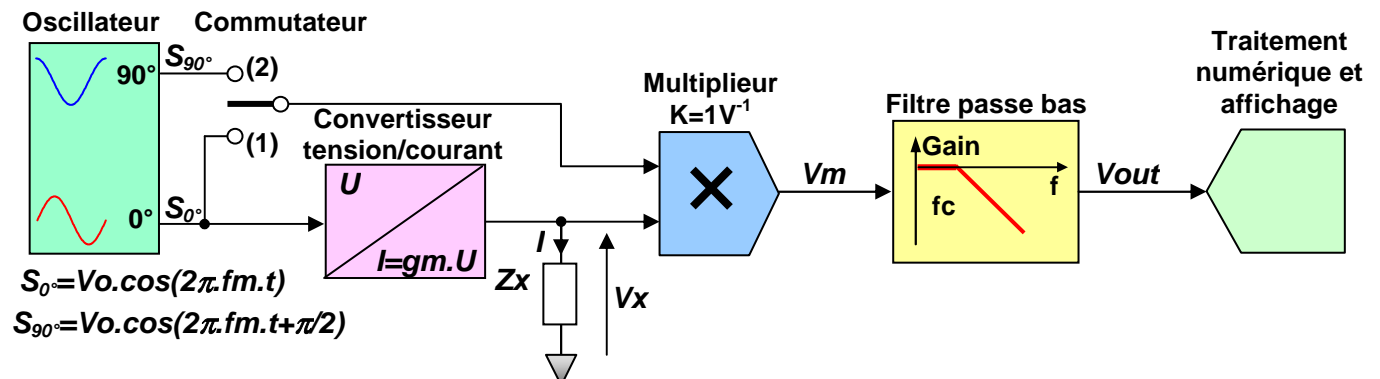 Oscillateur
Commutateur
90°
S90°
(2)
(1)
0°
S0°
S0°=Vo.cos(2π.fm.t)
S90°=Vo.cos(2π.fm.t+π/2)
Convertisseur
tension/courant
U
I=gm.U
I
Zx
Vx
Multiplieur
K=1V-1
Vm
Filtre passe bas
Gain
f
fc
Vout
Traitement
numérique et
affichage